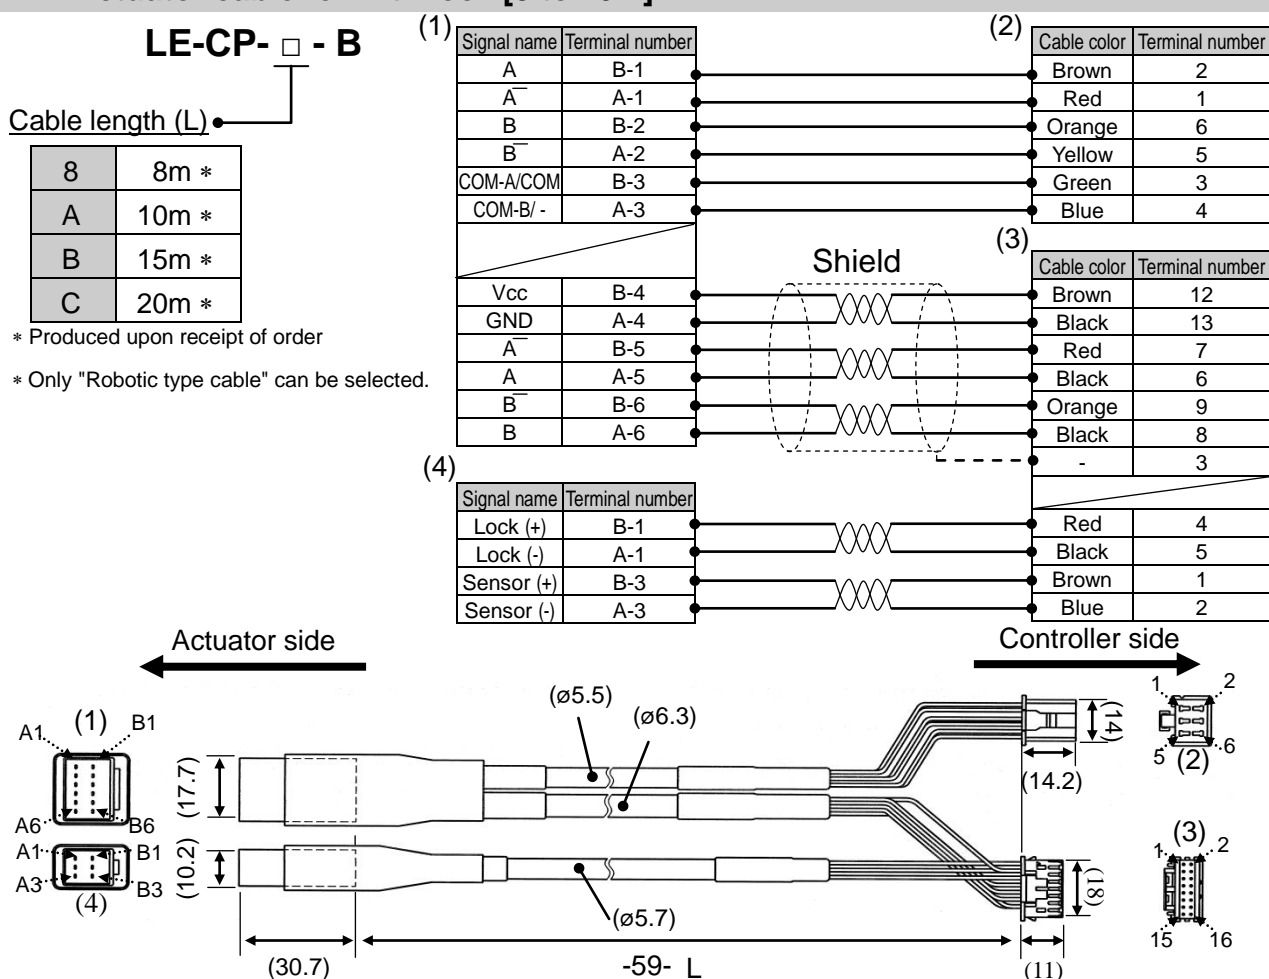 LE-CP- □ - B
Cable length (L)
8 8m *
A 10m *
B 15m *
C 20m *
* Produced upon receipt of order
* Only "Robotic type cable" can be selected.
(1)
Signal name Terminal number
A B-1
A̅ A-1
B B-2
B̅ A-2
COM-A/COM B-3
COM-B/ - A-3
Vcc B-4
GND A-4
A̅ B-5
A A-5
B̅ B-6
B A-6
Shield
(2)
Cable color Terminal number
Brown 2
Red 1
Orange 6
Yellow 5
Green 3
Blue 4
(3)
Cable color Terminal number
Brown 12
Black 13
Red 7
Black 6
Orange 9
Black 8
- 3
Red 4
Black 5
Brown 1
Blue 2
(4)
Signal name Terminal number
Lock (+) B-1
Lock (-) A-1
Sensor (+) B-3
Sensor (-) A-3
Actuator side
Controller side
(1)
A1 B1
A6 B6
A1 B1
A3 B3
(4)
(17.7)
(10.2)
(30.7)
(ø5.5)
(ø6.3)
(ø5.7)
-59- L
(14)
(14.2)
(18)
(11)
1 2
5 6
(2)
(3)
1 2
15 16